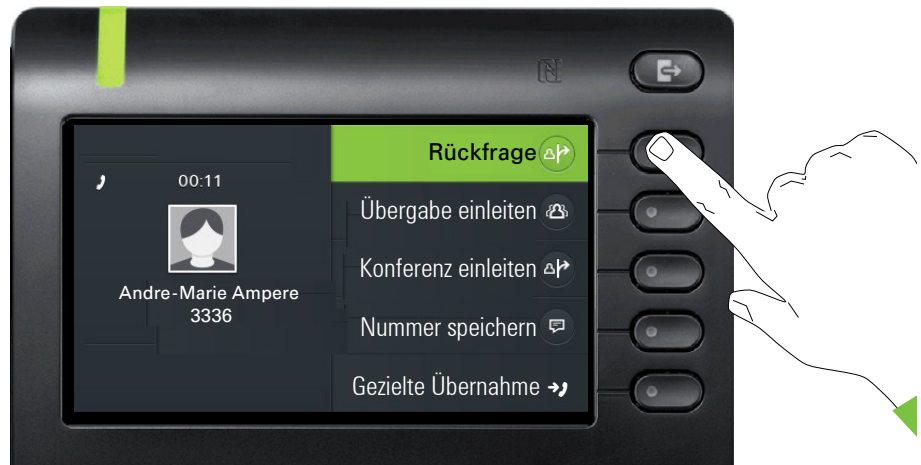 00:11
Andre-Marie Ampere
3336
Rückfrage
Übergabe einleiten
Konferenz einleiten
Nummer speichern
Gezielte Übernahme